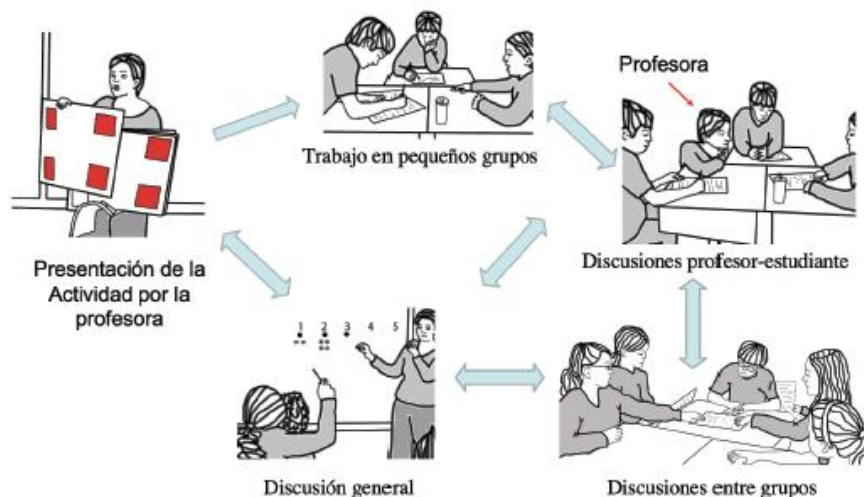 Profesora
Trabajo en pequeños grupos
Discusiones profesor-estudiante
Presentación de la
Actividad por la
profesora
1 2 3 4 5
Discusión general
Discusiones entre grupos